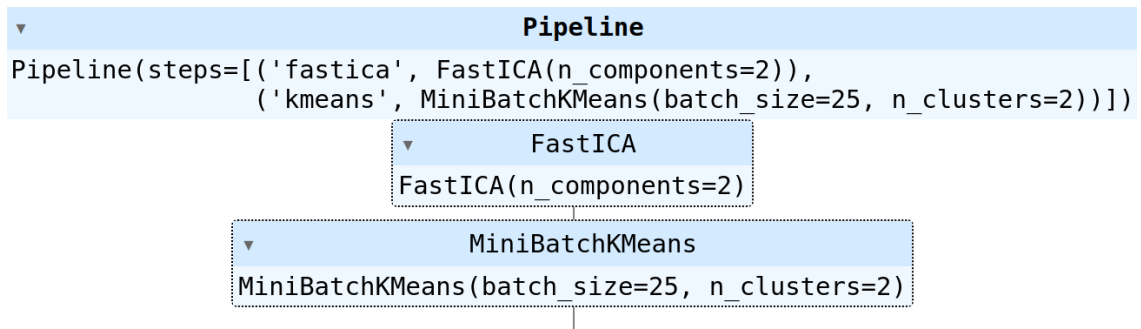 Pipeline
Pipeline(steps=[('fastica', FastICA(n_components=2)),
('kmeans', MiniBatchKMeans(batch_size=25, n_clusters=2))])
FastICA
FastICA(n_components=2)
MiniBatchKMeans
MiniBatchKMeans(batch_size=25, n_clusters=2)